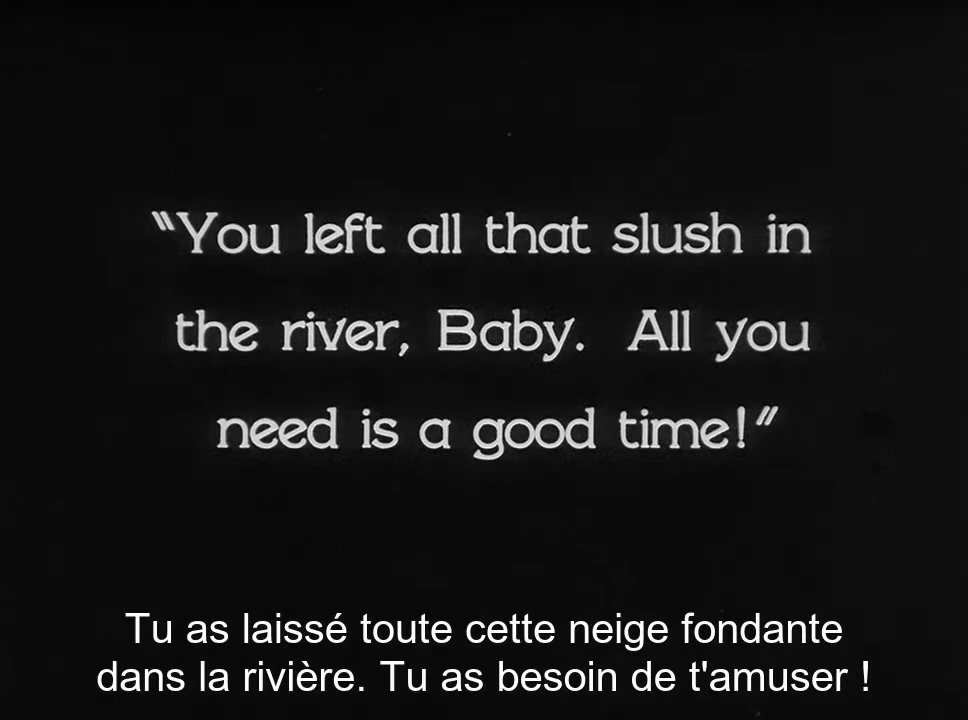 "You left all that slush in
the river, Baby. All you
need is a good time!"
Tu as laissé toute cette neige fondante
dans la rivière. Tu as besoin de t'amuser !